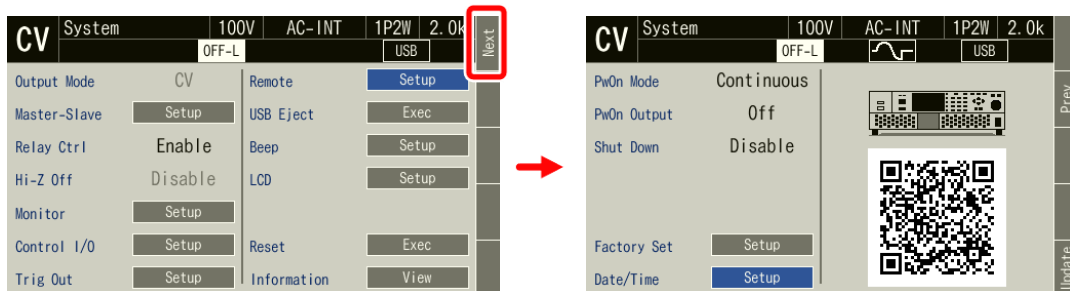 CV System 100V AC-INT 1P2W 2.0k
OFF-L USB
Next
Output Mode CV Remote Setup
Master-Slave Setup USB Eject Exec
Relay Ctrl Enable Beep Setup
Hi-Z Off Disable LCD Setup
Monitor Setup
Control I/O Setup Reset Exec
Trig Out Setup Information View
CV System 100V AC-INT 1P2W 2.0k
OFF-L USB
PwOn Mode Continuous
Prev
PwOn Output Off
Shut Down Disable
Factory Set Setup
Date/Time Setup
Update